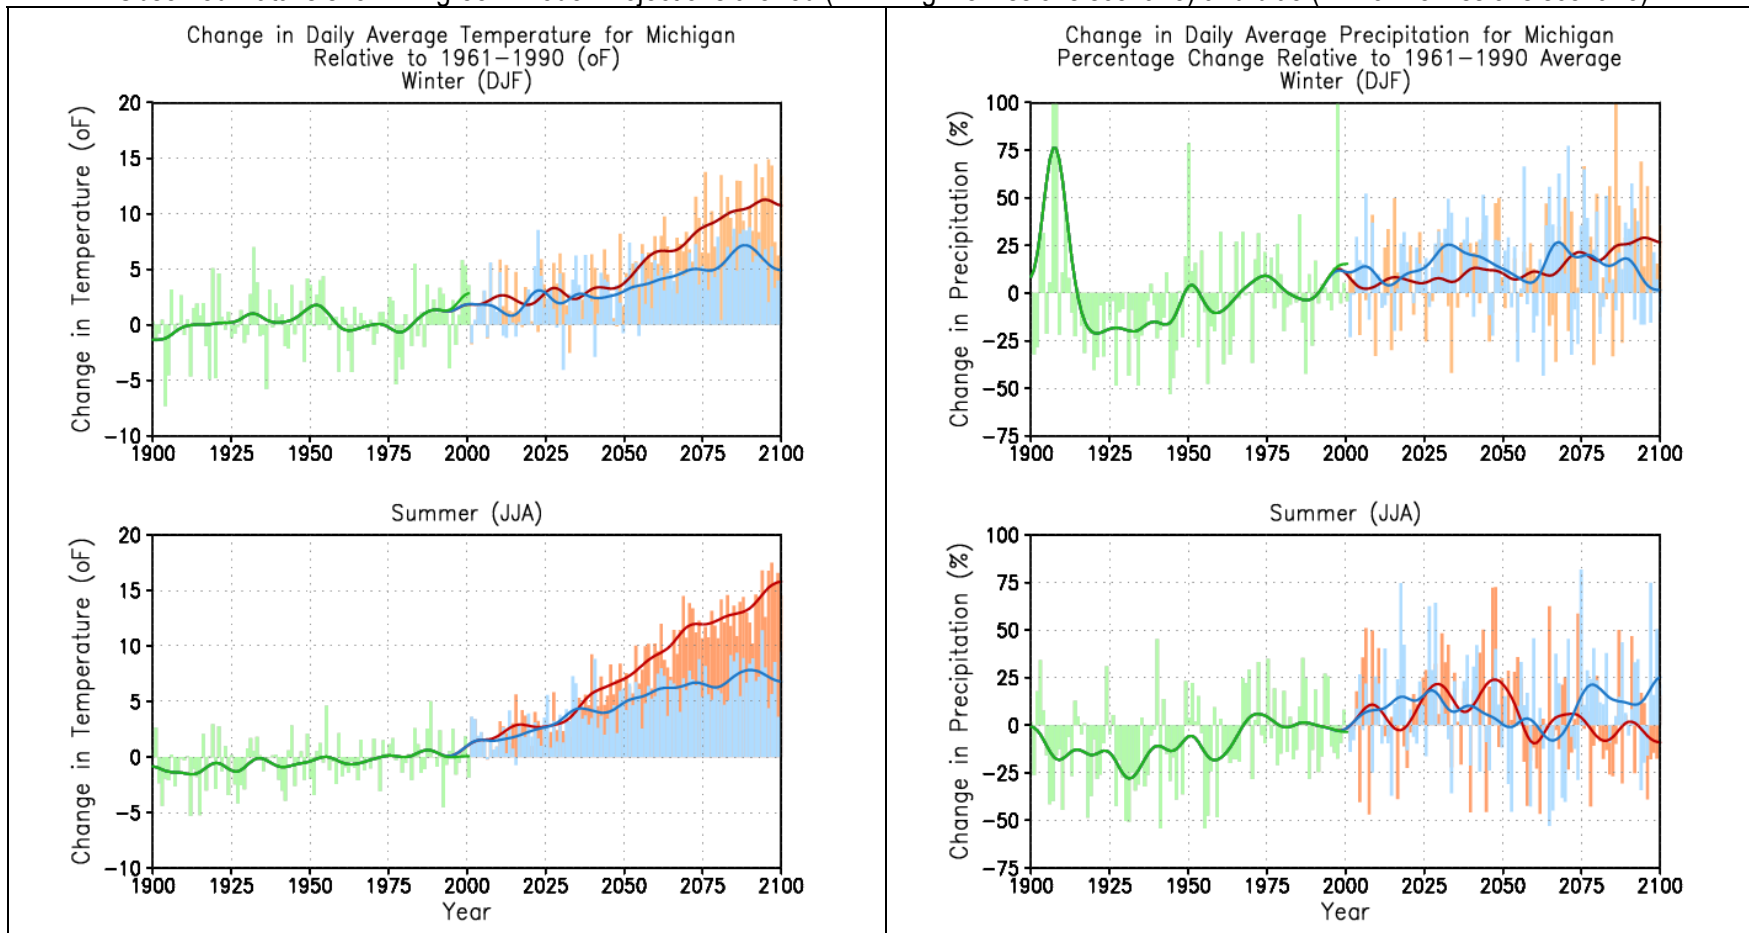 Change in Daily Average Temperature for Michigan
Relative to 1961-1990 (oF)
Winter (DJF)
Change in Temperature (oF)
20
15
10
5
0
-5
-10
1900 1925 1950 1975 2000 2025 2050 2075 2100
Summer (JJA)
Change in Temperature (oF)
20
15
10
5
0
-5
-10
1900 1925 1950 1975 2000 2025 2050 2075 2100
Year
Change in Daily Average Precipitation for Michigan
Percentage Change Relative to 1961-1990 Average
Winter (DJF)
Change in Precipitation (%)
100
75
50
25
0
-25
-50
-75
1900 1925 1950 1975 2000 2025 2050 2075 2100
Summer (JJA)
Change in Precipitation (%)
100
75
50
25
0
-25
-50
-75
1900 1925 1950 1975 2000 2025 2050 2075 2100
Year